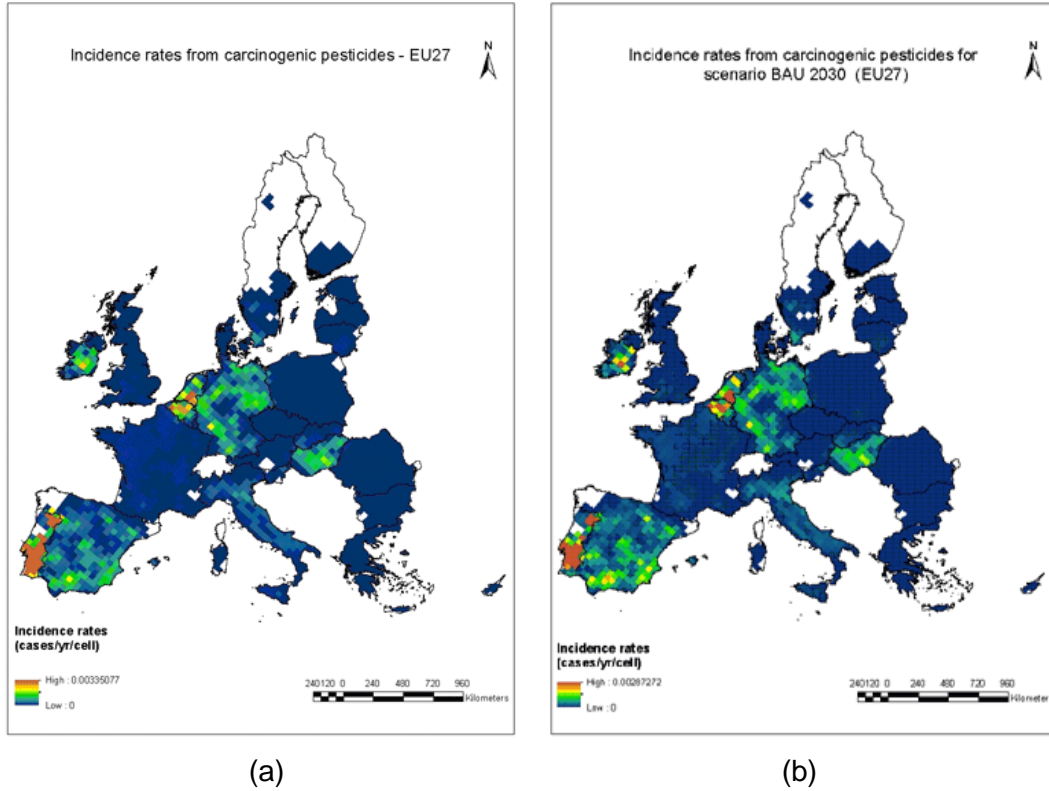 Incidence rates from carcinogenic pesticides - EU27
N
Incidence rates
(cases/yr/cell)
High : 0.00335077
Low : 0
240120 0 240 480 720 960
Kilometers
(a)
Incidence rates from carcinogenic pesticides for
scenario BAU 2030 (EU27)
N
Incidence rates
(cases/yr/cell)
High : 0.00287272
Low : 0
240120 0 240 480 720 960
Kilometers
(b)